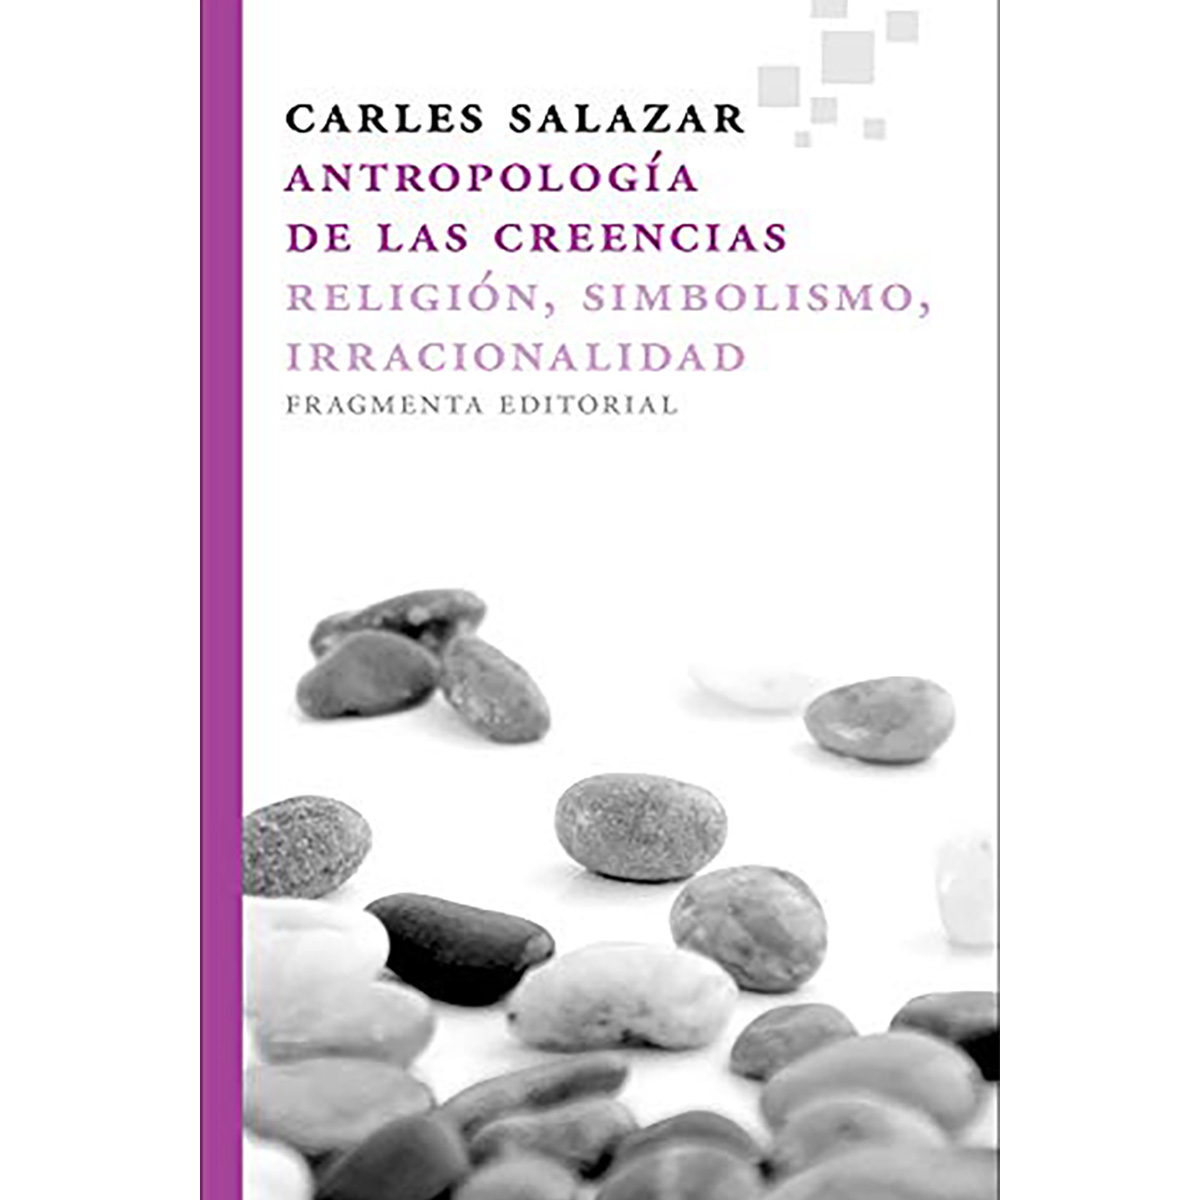 CARLES SALAZAR
ANTROPOLOGÍA
DE LAS CREENCIAS
RELIGIÓN, SIMBOLISMO,
IRRACIONALIDAD
FRAGMENTA EDITORIAL